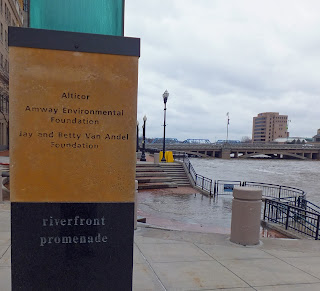 Alticor
Amway Environmental
Foundation
Jay and Betty Van Andel
Foundation
riverfront
promenade